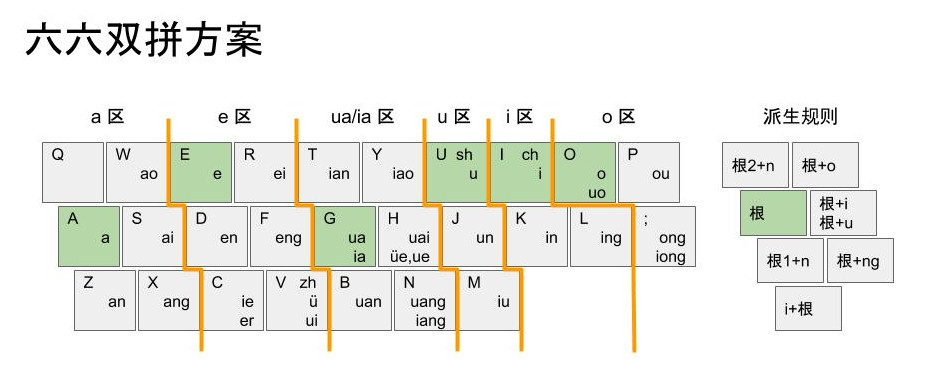 六六双拼方案
a 区 e 区 ua/ia 区 u 区 i 区 o 区 派生规则
Q W E R T Y U sh I ch O P
ao e ei ian iao u i o ou
uo
根2+n 根+o
A S D F G H J K L ;
a ai en eng ua uai un in ing ong
ia üe,ue iong
根 根+i
根+u
Z X C V zh B N M
an ang ie ü uan uang iu
er ui iang
根1+n 根+ng
i+根